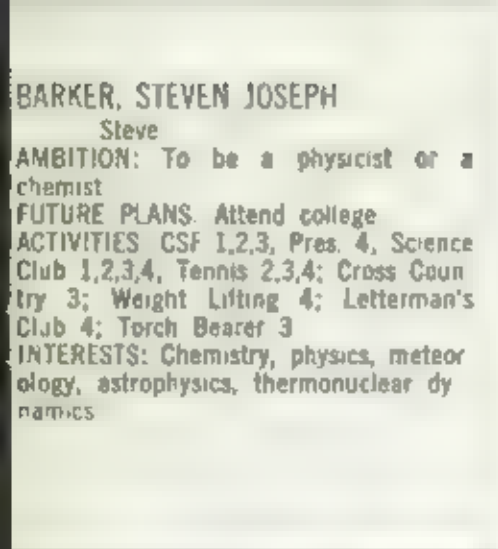 BARKER, STEVEN JOSEPH
Steve
AMBITION: To be a physicist or a
chemist
FUTURE PLANS. Attend college
ACTIVITIES CSF 1,2,3, Pres. 4, Science
Club 1,2,3,4, Tennis 2,3,4; Cross Coun
try 3; Weight Lifting 4; Letterman's
Club 4; Torch Bearer 3
INTERESTS: Chemistry, physics, meteor
ology, astrophysics, thermonuclear dy
namics